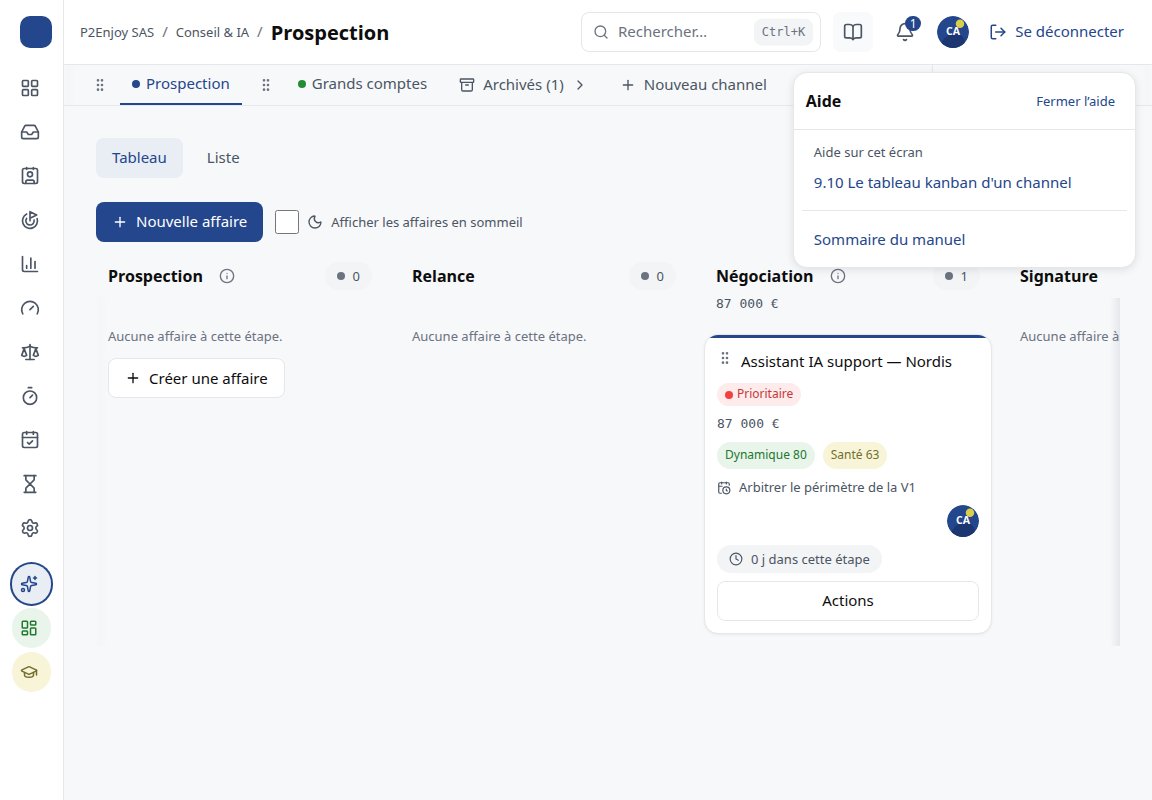 P2Enjoy SAS / Conseil & IA / Prospection
Rechercher... Ctrl+K
1
CA
Se déconnecter
Prospection
Grands comptes
Archivés (1)
Nouveau channel
Aide
Fermer l'aide
Aide sur cet écran
9.10 Le tableau kanban d'un channel
Sommaire du manuel
Tableau
Liste
Nouvelle affaire
Afficher les affaires en sommeil
Prospection
0
Aucune affaire à cette étape.
Créer une affaire
Relance
0
Aucune affaire à cette étape.
Négociation
1
87 000 €
Assistant IA support — Nordis
Prioritaire
87 000 €
Dynamique 80
Santé 63
Arbitrer le périmètre de la V1
CA
0 j dans cette étape
Actions
Signature
Aucune affaire à